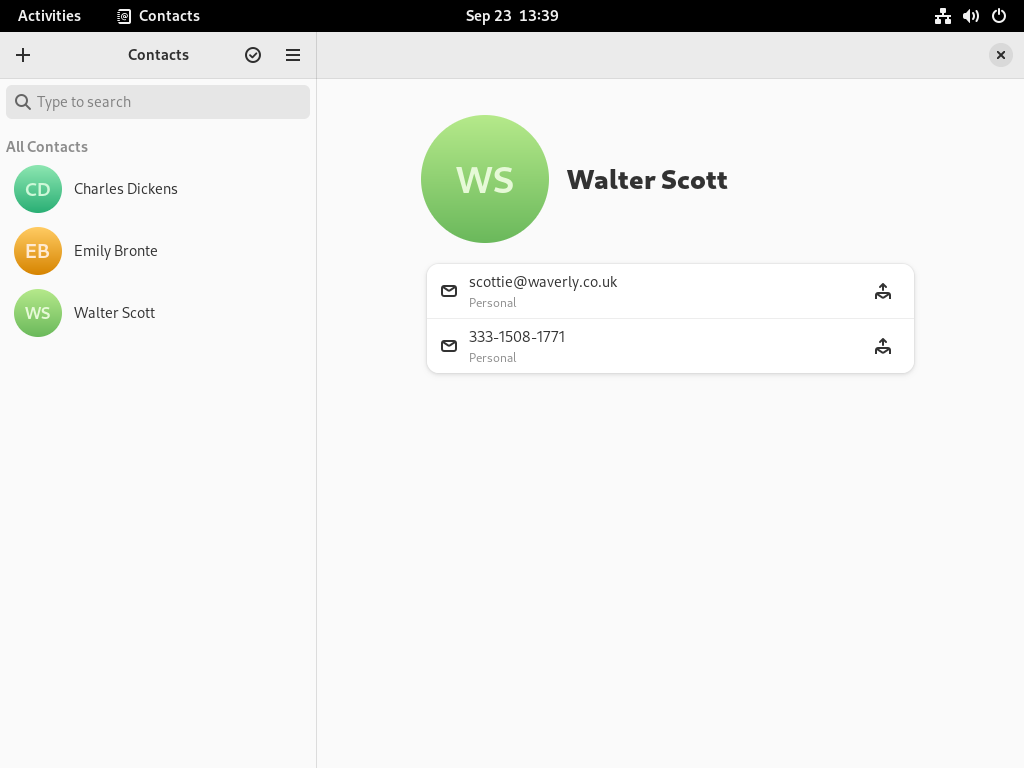 Activities Contacts Sep 23 13:39
Contacts
Type to search
All Contacts
CD Charles Dickens
EB Emily Bronte
WS Walter Scott
WS Walter Scott
scottie@waverly.co.uk
Personal
333-1508-1771
Personal